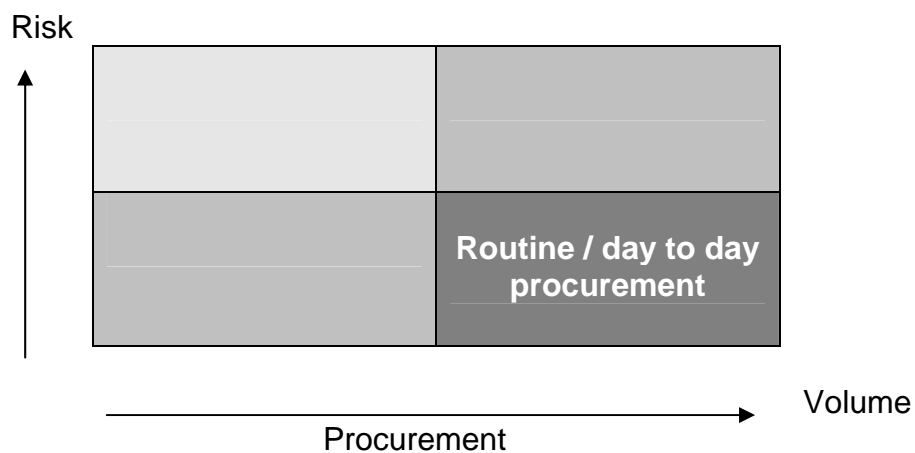 Risk
Routine / day to day
procurement
Volume
Procurement